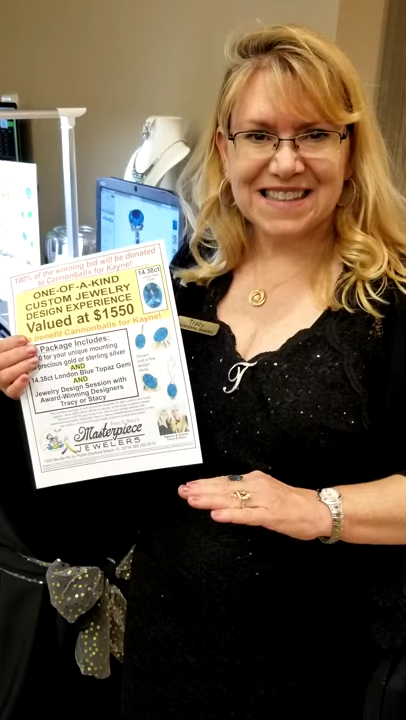 100% of the winning bid will be donated
to Cannonballs for Kayne!
ONE-OF-A-KIND
CUSTOM JEWELRY
DESIGN EXPERIENCE
Valued at $1550
benefit Cannonballs for Kayne!
14.38ct
Package Includes:
for your unique mounting
precious gold or sterling silver
AND
14.38ct London Blue Topaz Gem
AND
Jewelry Design Session with
Award-Winning Designers
Tracy or Stacy
Masterpiece
JEWELERS
Tracy
T